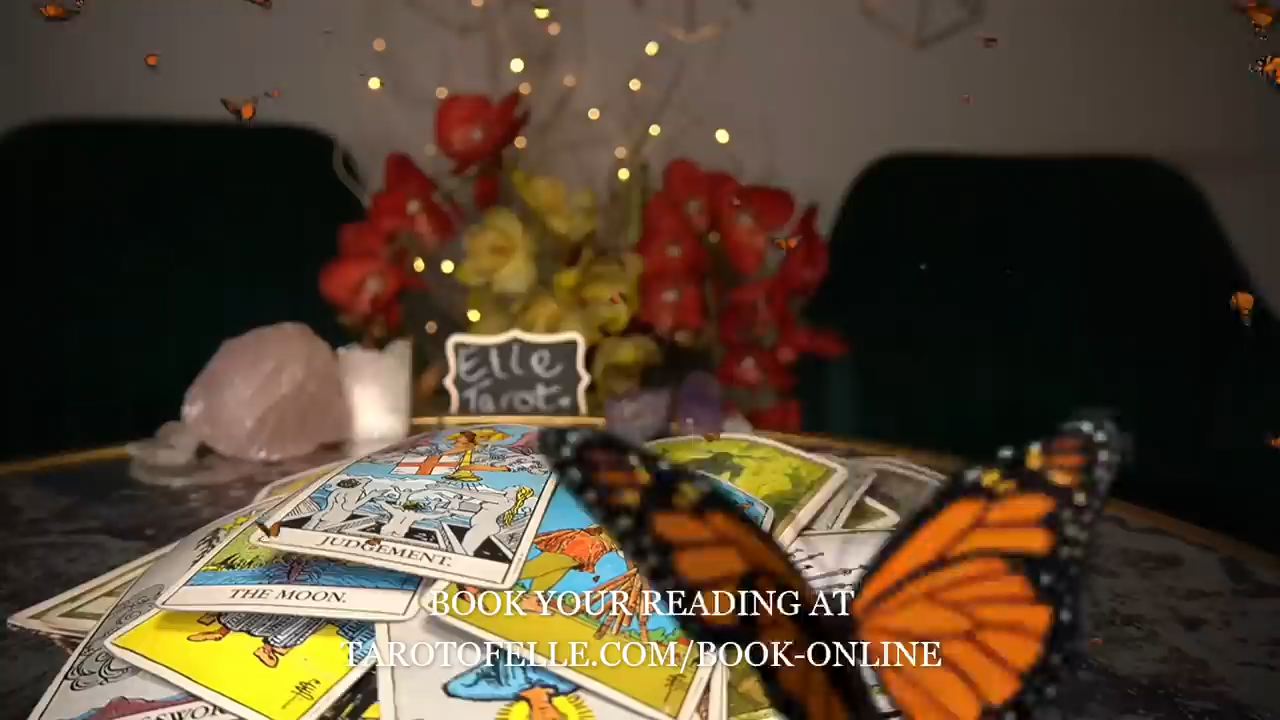 Elle
Tarot.
JUDGEMENT.
THE MOON.
BOOK YOUR READING AT
TAROTOFELLE.COM/BOOK-ONLINE